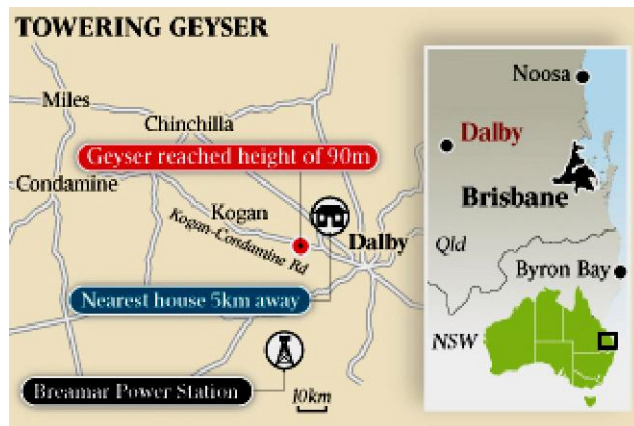 TOWERING GEYSER
Miles
Chinchilla
Geyser reached height of 90m
Condamine
Kogan
Kogan-Condamine Rd
Dalby
Nearest house 5km away
Breamar Power Station
10km
Noosa
Dalby
Brisbane
Qld
Byron Bay
NSW